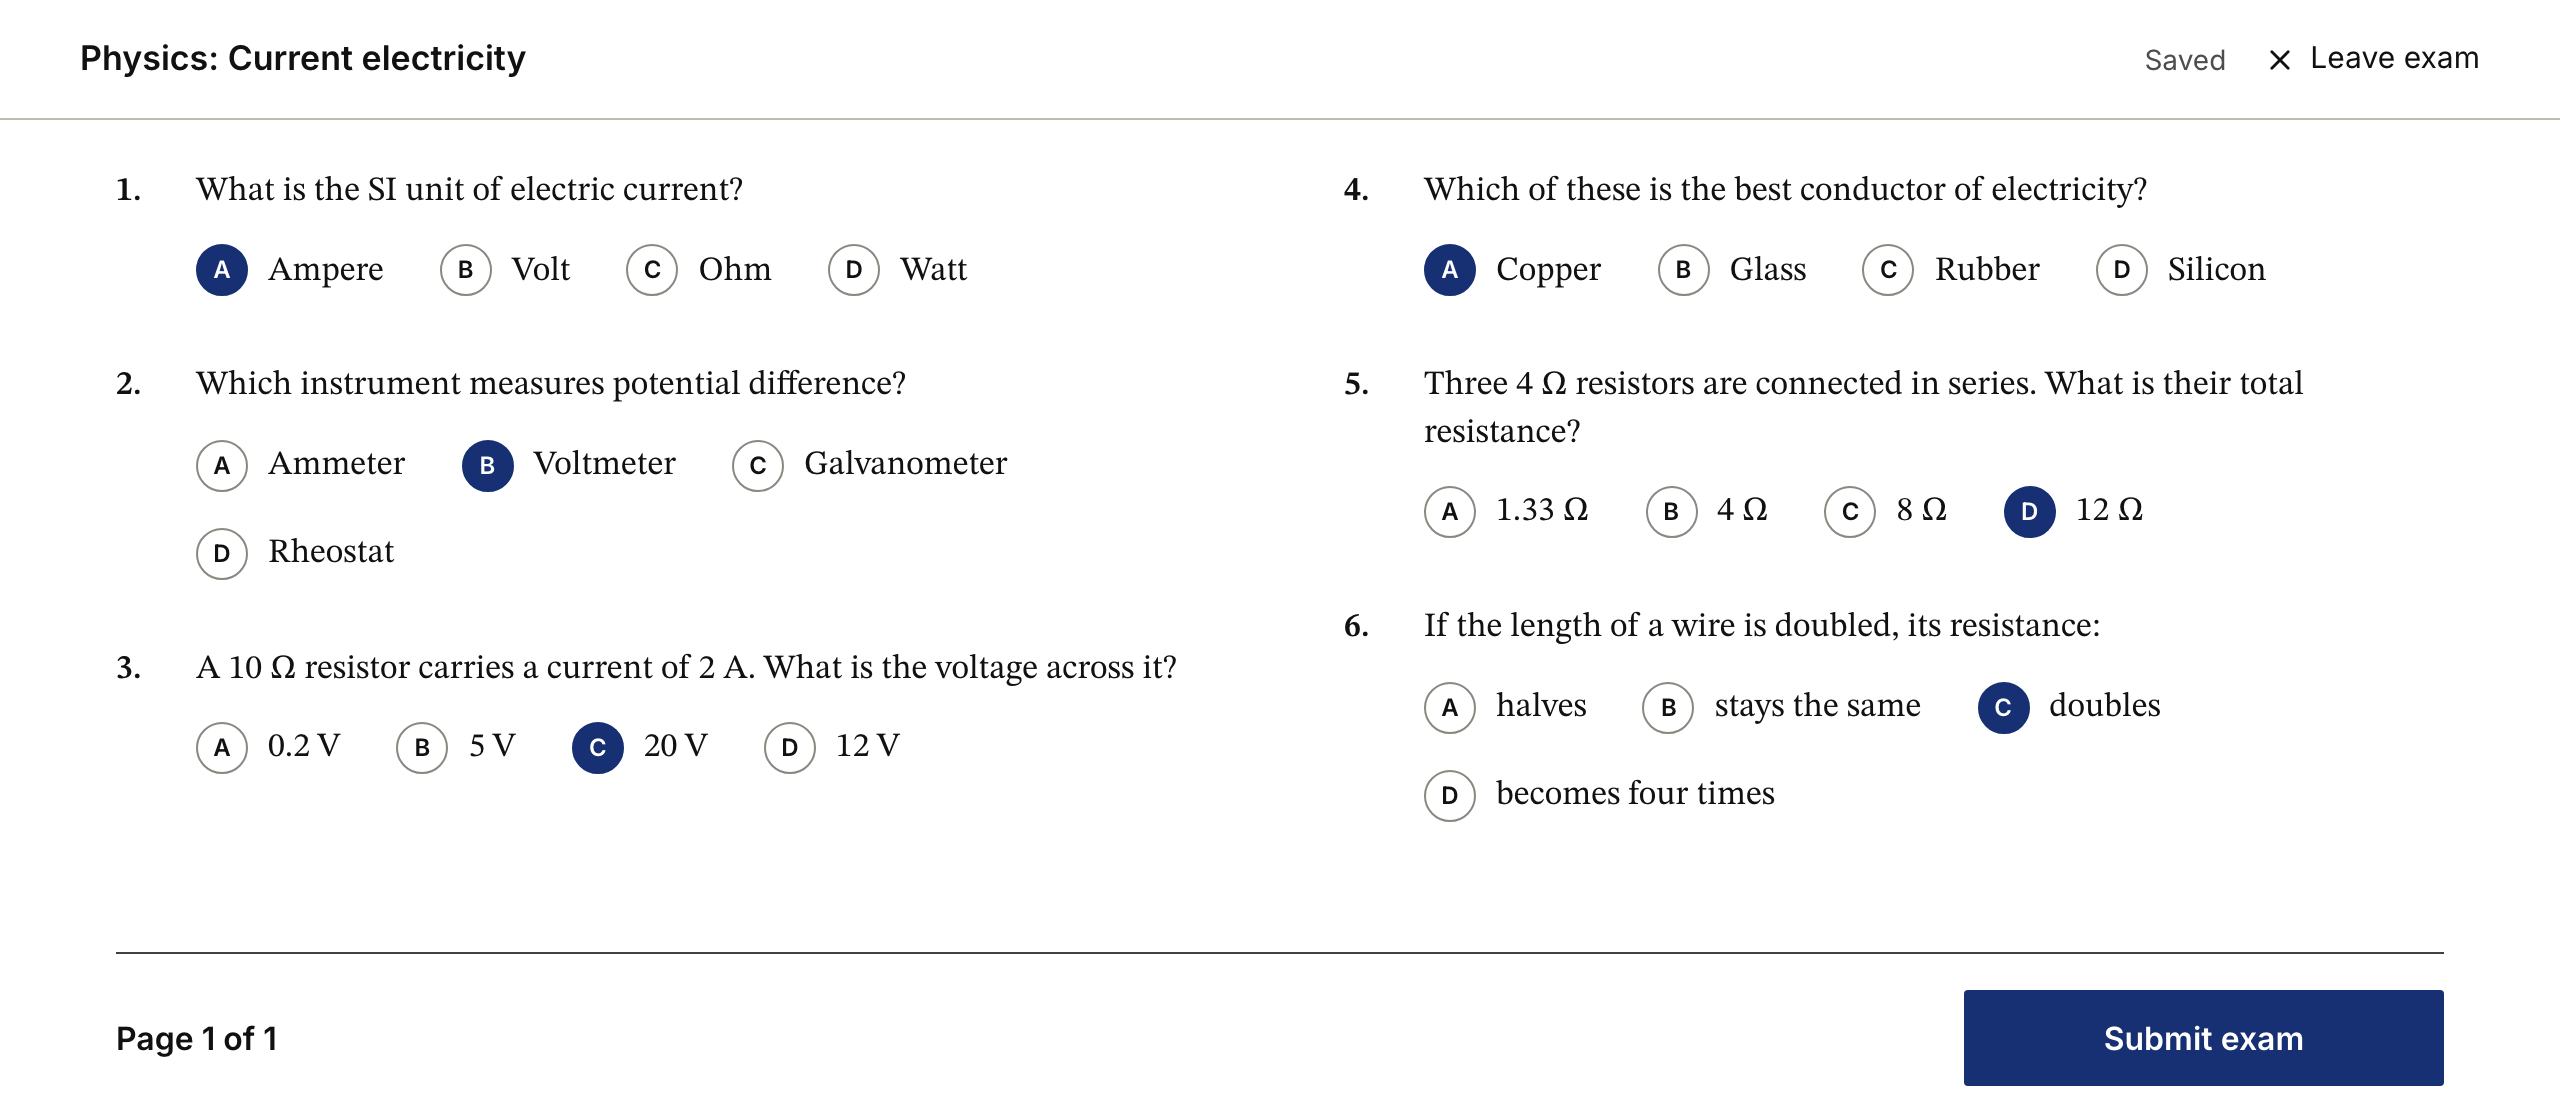 Physics: Current electricity
Saved
Leave exam
1. What is the SI unit of electric current?
A Ampere B Volt C Ohm D Watt
2. Which instrument measures potential difference?
A Ammeter B Voltmeter C Galvanometer
D Rheostat
3. A 10 Ω resistor carries a current of 2 A. What is the voltage across it?
A 0.2 V B 5 V C 20 V D 12 V
4. Which of these is the best conductor of electricity?
A Copper B Glass C Rubber D Silicon
5. Three 4 Ω resistors are connected in series. What is their total
resistance?
A 1.33 Ω B 4 Ω C 8 Ω D 12 Ω
6. If the length of a wire is doubled, its resistance:
A halves B stays the same C doubles
D becomes four times
Page 1 of 1
Submit exam